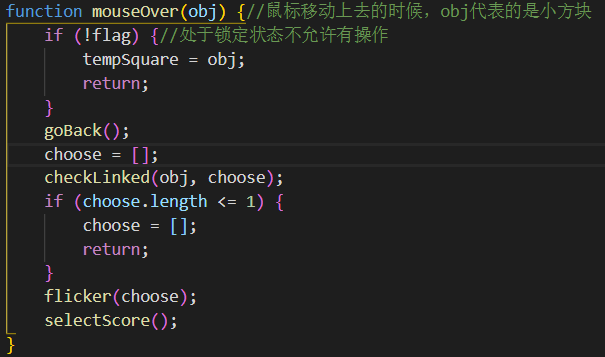 function mouseOver(obj) {//鼠标移动上去的时候，obj代表的是小方块
    if (!flag) {//处于锁定状态不允许有操作
        tempSquare = obj;
        return;
    }
    goBack();
    choose = [];
    checkLinked(obj, choose);
    if (choose.length <= 1) {
        choose = [];
        return;
    }
    flicker(choose);
    selectScore();
}